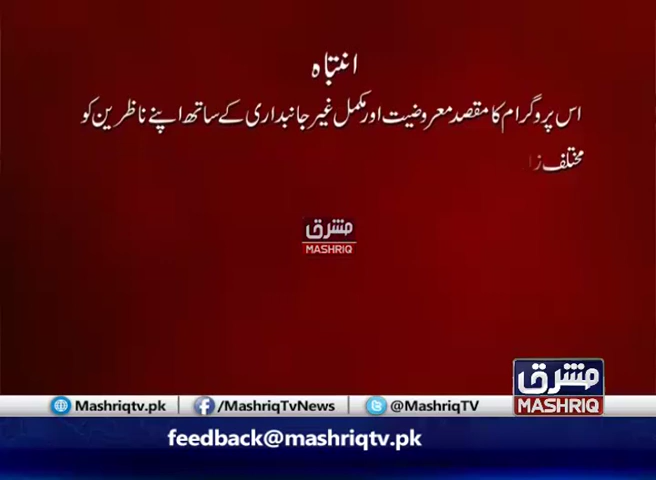 انتباہ
اس پروگرام کا مقصد معروضیت اور مکمل غیر جانبداری کے ساتھ اپنے ناظرین کو
مختلف
مشرق
MASHRIQ
مشرق
MASHRIQ
Mashriqtv.pk /MashriqTvNews @MashriqTV
feedback@mashriqtv.pk